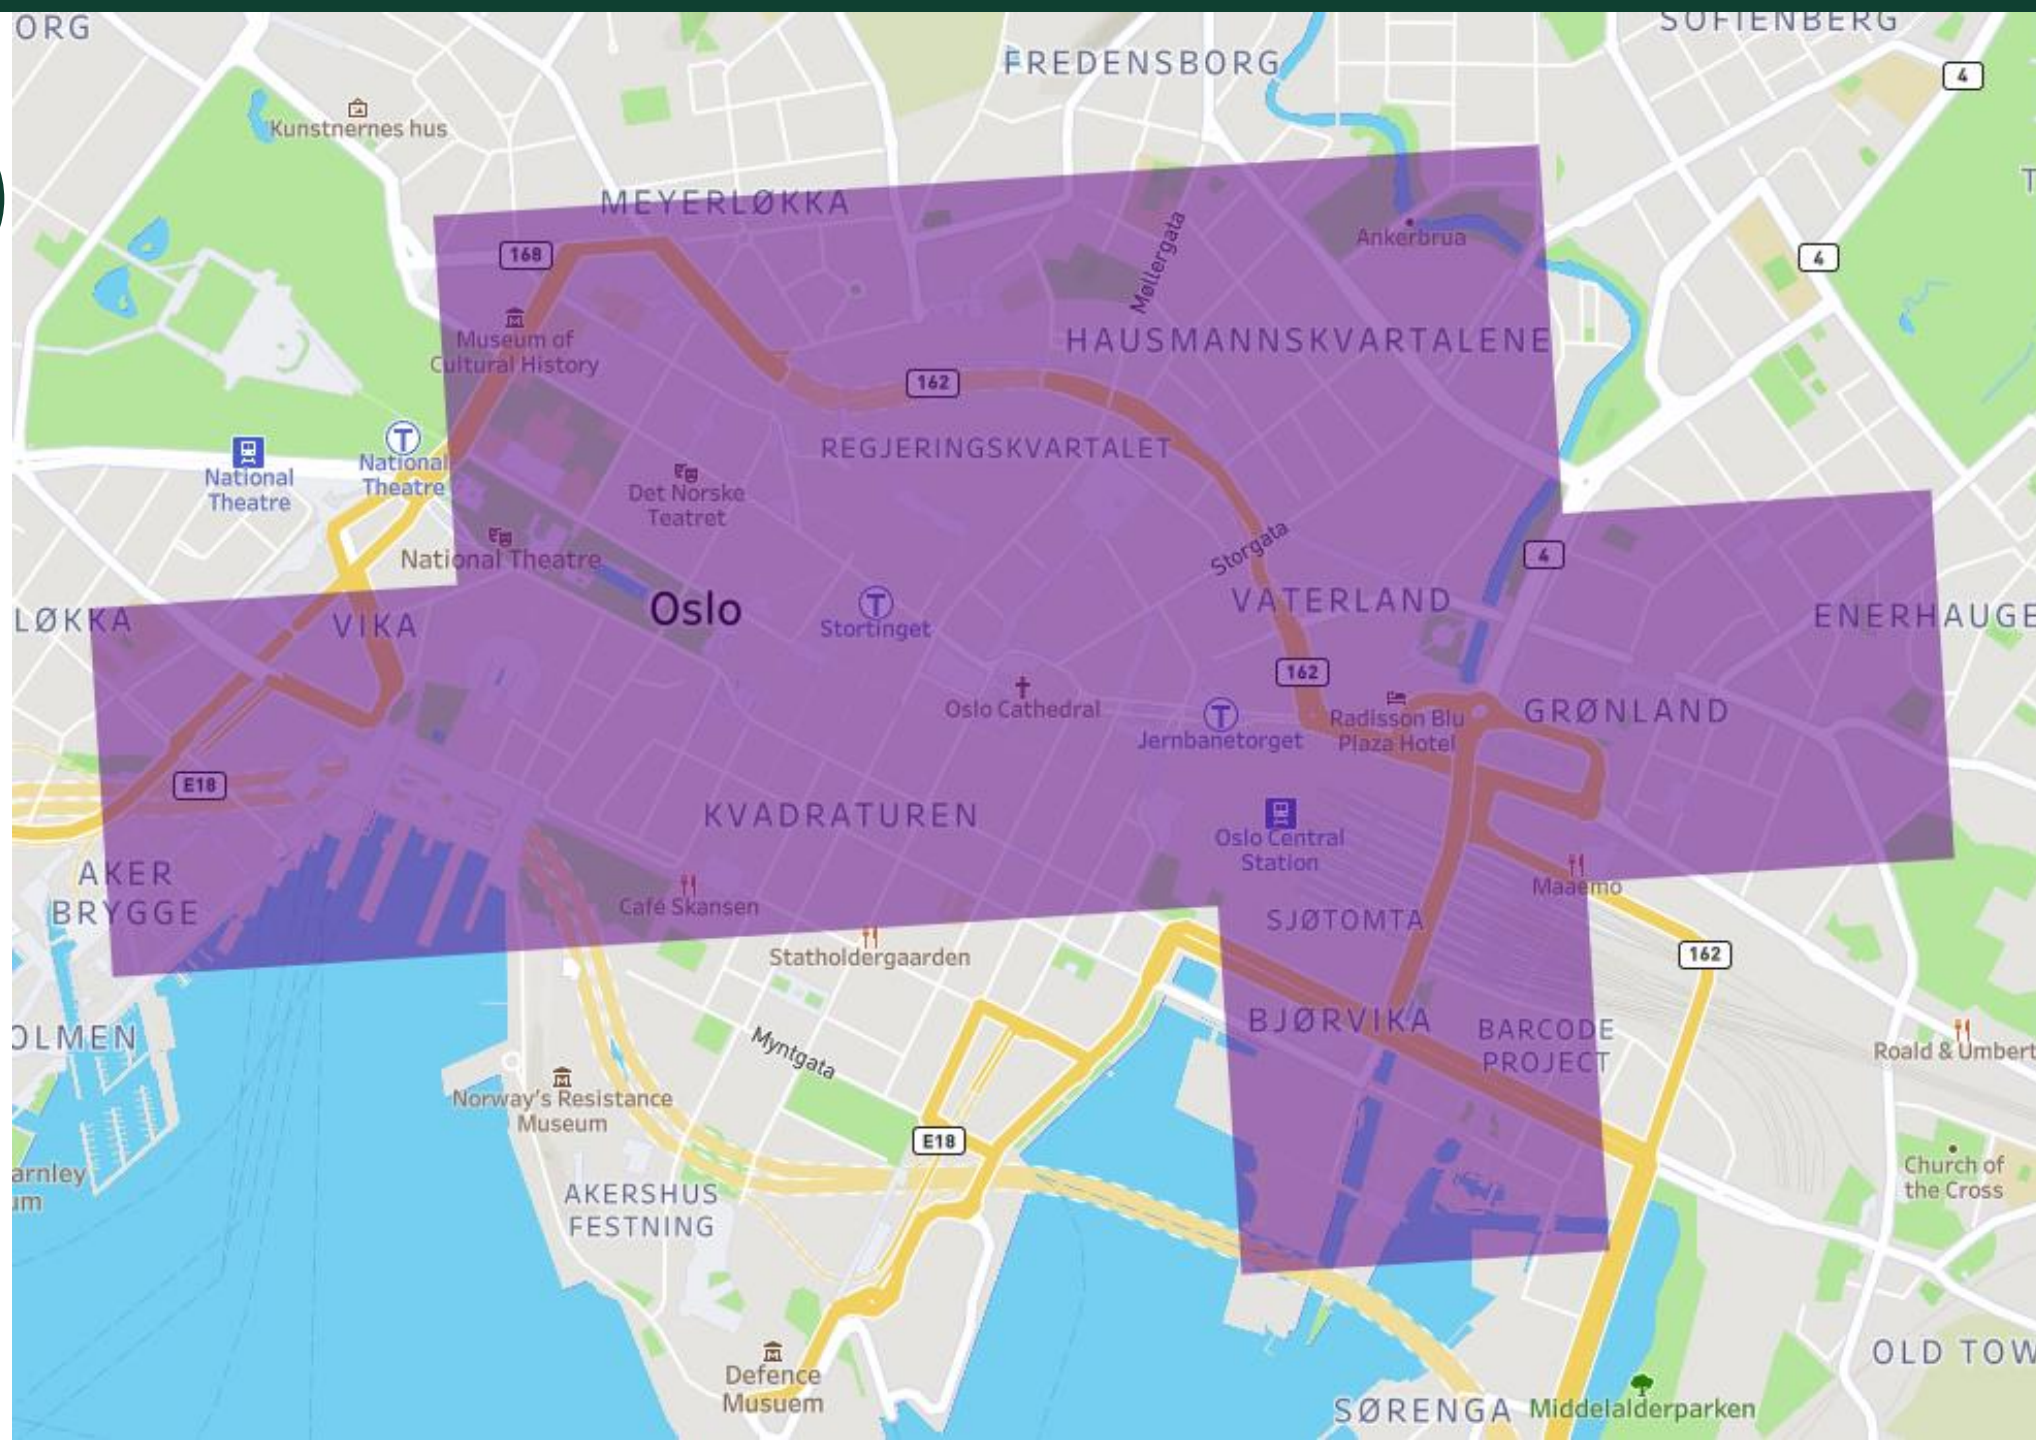 ORG
SOFIENBERG
FREDENSBORG
4
Kunstnernes hus
MEYERLØKKA
Møllergata
Ankerbrua
168
4
Museum of
Cultural History
HAUSMANNSKVARTALENE
162
REGJERINGSKVARTALET
National
Theatre
National
Theatre
Det Norske
Teatret
National Theatre
Storgata
4
LØKKA
VIKA
Oslo
Stortinget
VATERLAND
ENERHAUGE
162
Oslo Cathedral
Jernbanetorget
Radisson Blu
Plaza Hotel
GRØNLAND
E18
KVADRATUREN
Oslo Central
Station
AKER
BRYGGE
Café Skansen
Maaemo
SJØTOMTA
Statholdergaarden
162
OLMEN
Myntgata
BJØRVIKA
BARCODE
PROJECT
Roald & Umbert
Norway's Resistance
Museum
E18
arnley
um
AKERSHUS
FESTNING
Church of
the Cross
Defence
Musuem
OLD TOW
SØRENGA
Middelalderparken